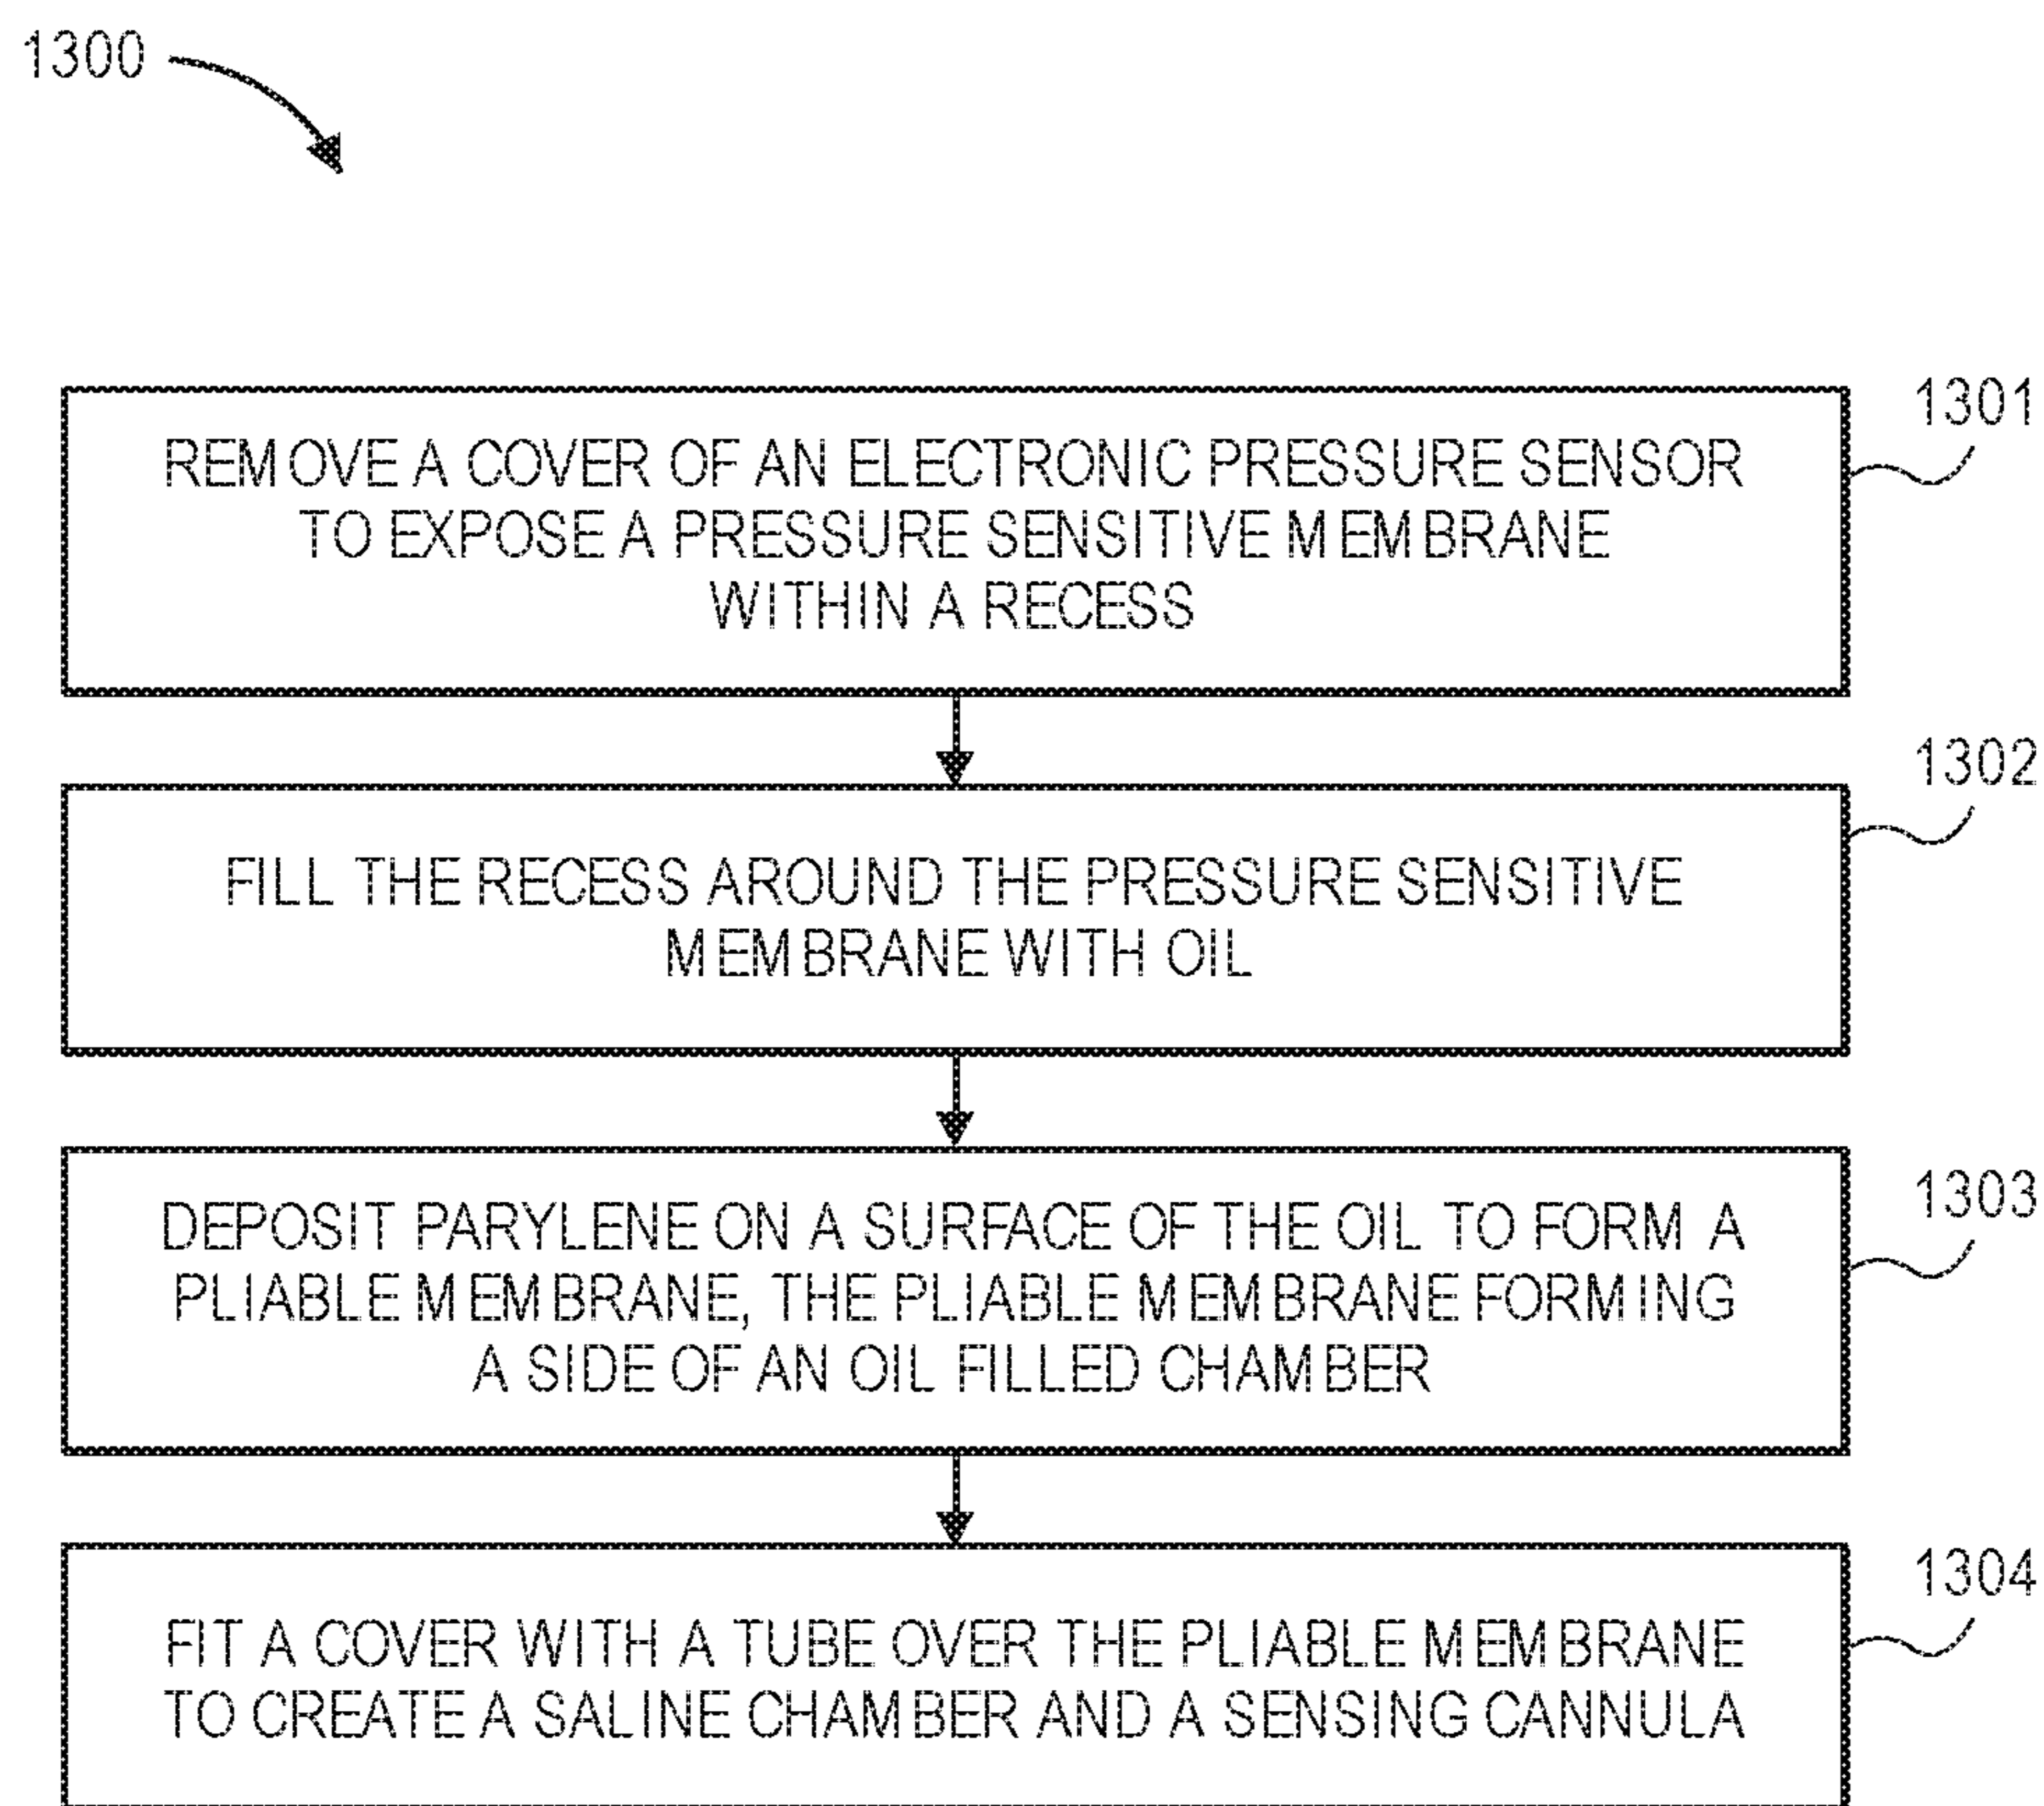 1300
1301
REMOVE A COVER OF AN ELECTRONIC PRESSURE SENSOR
TO EXPOSE A PRESSURE SENSITIVE MEMBRANE
WITHIN A RECESS
1302
FILL THE RECESS AROUND THE PRESSURE SENSITIVE
MEMBRANE WITH OIL
1303
DEPOSIT PARYLENE ON A SURFACE OF THE OIL TO FORM A
PLIABLE MEMBRANE, THE PLIABLE MEMBRANE FORMING
A SIDE OF AN OIL FILLED CHAMBER
1304
FIT A COVER WITH A TUBE OVER THE PLIABLE MEMBRANE
TO CREATE A SALINE CHAMBER AND A SENSING CANNULA